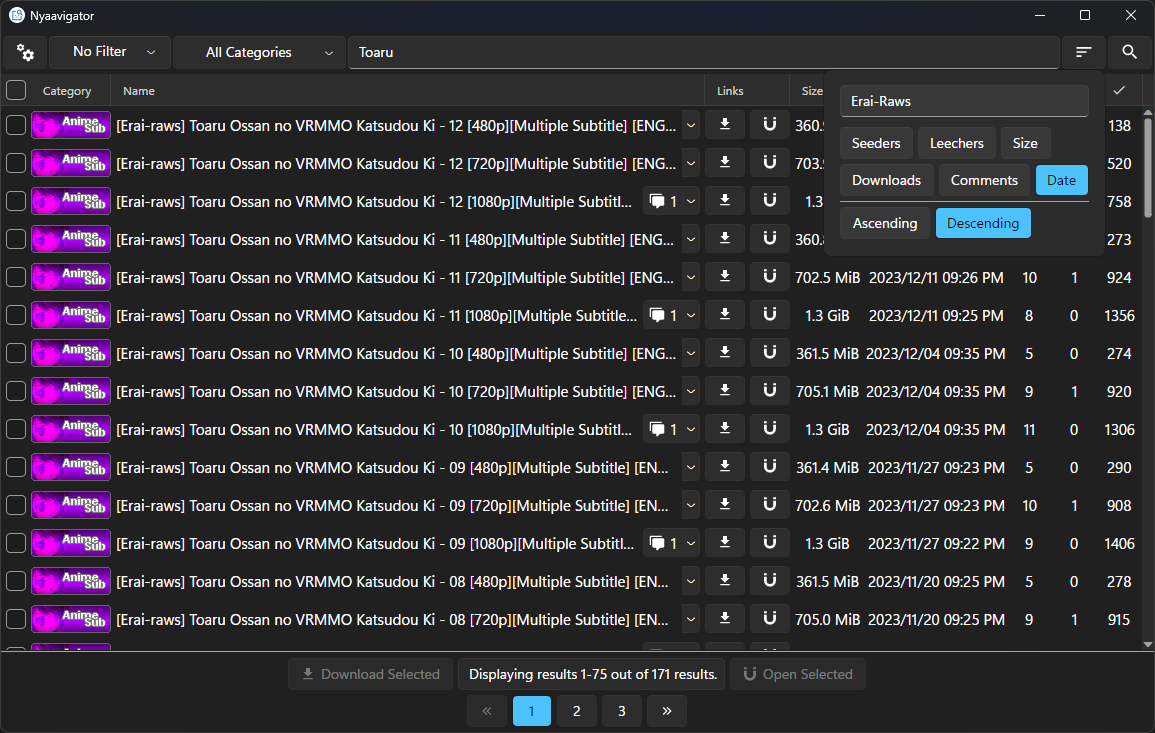 Nyaavigator
No Filter All Categories Toaru
Category Name Links Size
Erai-Raws
Seeders Leechers Size
Downloads Comments Date
Ascending Descending
Anime Sub [Erai-raws] Toaru Ossan no VRMMO Katsudou Ki - 12 [480p][Multiple Subtitle] [ENG... 360. 138
Anime Sub [Erai-raws] Toaru Ossan no VRMMO Katsudou Ki - 12 [720p][Multiple Subtitle] [ENG... 703. 520
Anime Sub [Erai-raws] Toaru Ossan no VRMMO Katsudou Ki - 12 [1080p][Multiple Subtitl... 1 1.3 758
Anime Sub [Erai-raws] Toaru Ossan no VRMMO Katsudou Ki - 11 [480p][Multiple Subtitle] [ENG... 360. 273
Anime Sub [Erai-raws] Toaru Ossan no VRMMO Katsudou Ki - 11 [720p][Multiple Subtitle] [ENG... 702.5 MiB 2023/12/11 09:26 PM 10 1 924
Anime Sub [Erai-raws] Toaru Ossan no VRMMO Katsudou Ki - 11 [1080p][Multiple Subtitle... 1 1.3 GiB 2023/12/11 09:25 PM 8 0 1356
Anime Sub [Erai-raws] Toaru Ossan no VRMMO Katsudou Ki - 10 [480p][Multiple Subtitle] [ENG... 361.5 MiB 2023/12/04 09:35 PM 5 0 274
Anime Sub [Erai-raws] Toaru Ossan no VRMMO Katsudou Ki - 10 [720p][Multiple Subtitle] [ENG... 705.1 MiB 2023/12/04 09:35 PM 9 1 920
Anime Sub [Erai-raws] Toaru Ossan no VRMMO Katsudou Ki - 10 [1080p][Multiple Subtitl... 1 1.3 GiB 2023/12/04 09:35 PM 11 0 1306
Anime Sub [Erai-raws] Toaru Ossan no VRMMO Katsudou Ki - 09 [480p][Multiple Subtitle] [EN... 361.4 MiB 2023/11/27 09:23 PM 5 0 290
Anime Sub [Erai-raws] Toaru Ossan no VRMMO Katsudou Ki - 09 [720p][Multiple Subtitle] [EN... 702.6 MiB 2023/11/27 09:23 PM 10 1 908
Anime Sub [Erai-raws] Toaru Ossan no VRMMO Katsudou Ki - 09 [1080p][Multiple Subtitl... 1 1.3 GiB 2023/11/27 09:22 PM 9 0 1406
Anime Sub [Erai-raws] Toaru Ossan no VRMMO Katsudou Ki - 08 [480p][Multiple Subtitle] [EN... 361.5 MiB 2023/11/20 09:25 PM 5 0 278
Anime Sub [Erai-raws] Toaru Ossan no VRMMO Katsudou Ki - 08 [720p][Multiple Subtitle] [EN... 705.0 MiB 2023/11/20 09:25 PM 9 1 915
Download Selected Displaying results 1-75 out of 171 results. Open Selected
« 1 2 3 »